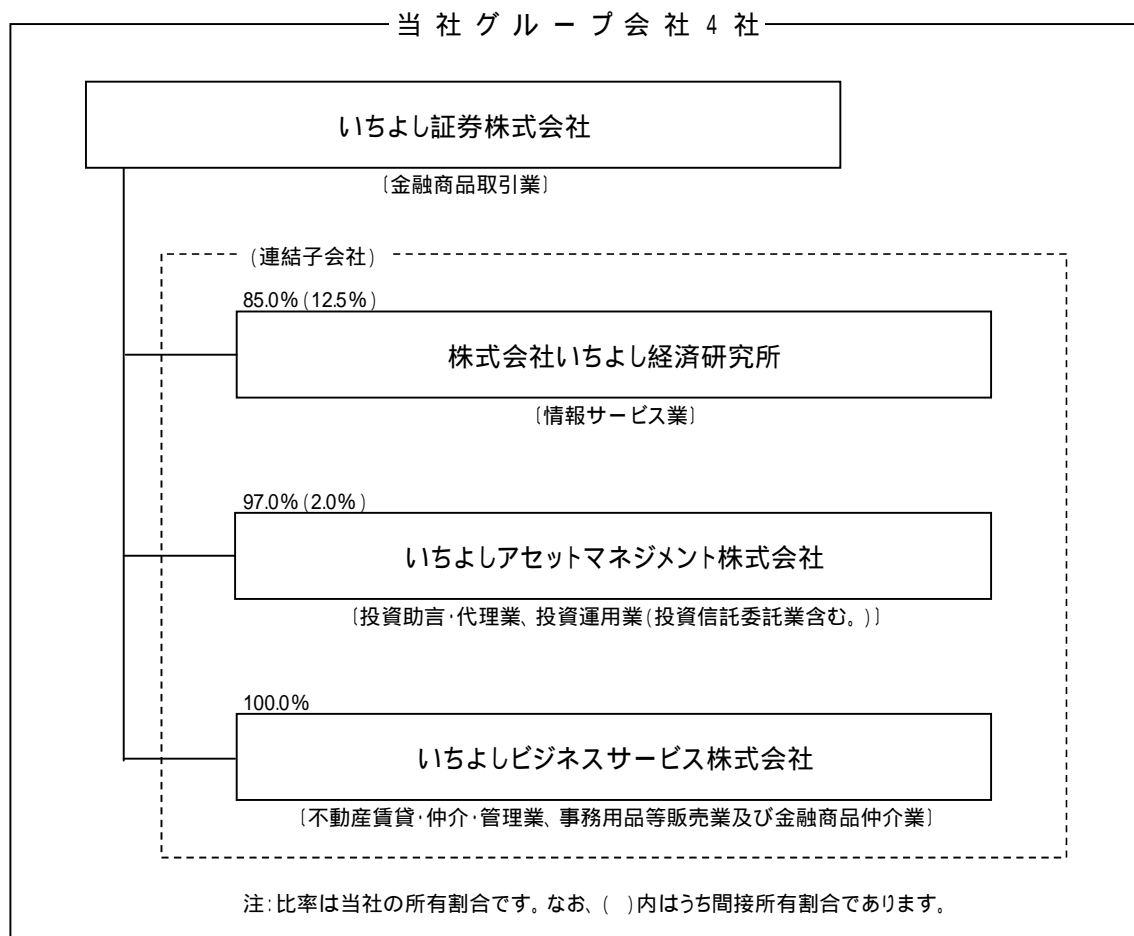 当社グループ会社4社
いちよし証券株式会社
〔金融商品取引業〕
(連結子会社)
85.0%(12.5%)
株式会社いちよし経済研究所
〔情報サービス業〕
97.0%(2.0%)
いちよしアセットマネジメント株式会社
〔投資助言・代理業、投資運用業(投資信託委託業含む。)〕
100.0%
いちよしビジネスサービス株式会社
〔不動産賃貸・仲介・管理業、事務用品等販売業及び金融商品仲介業〕
注:比率は当社の所有割合です。なお、( )内はうち間接所有割合であります。